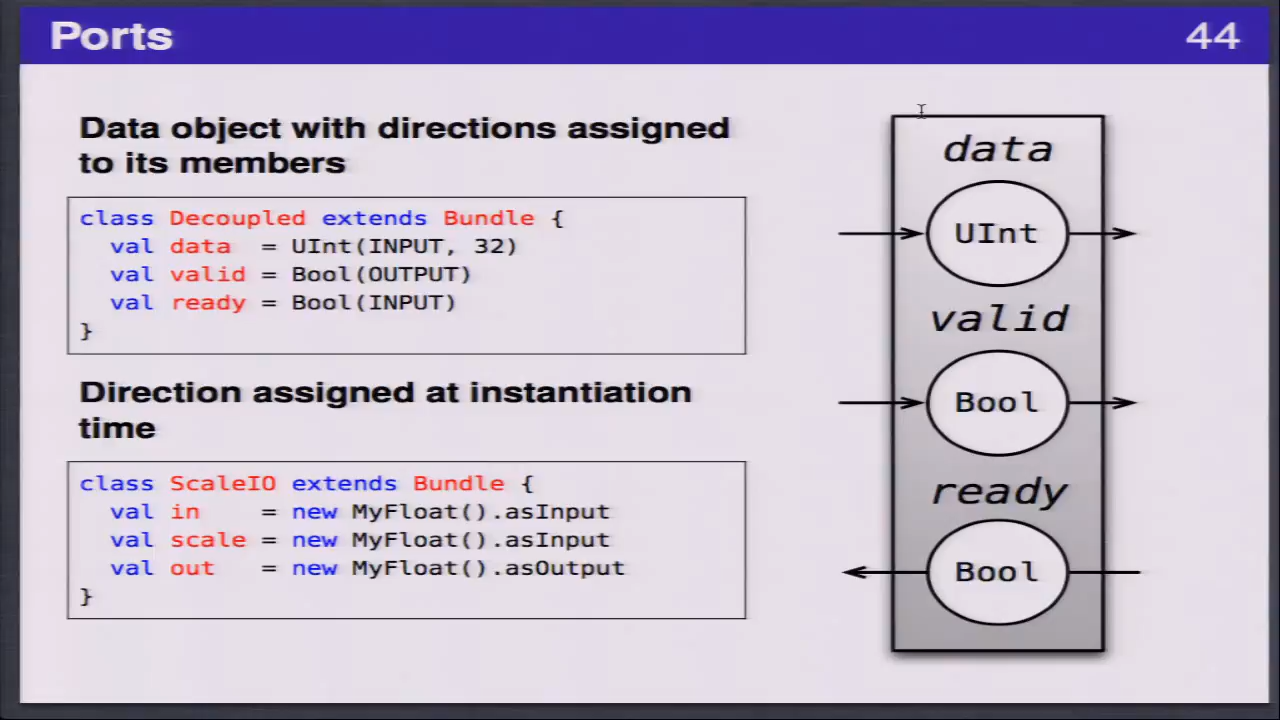 Ports
44
Data object with directions assigned
to its members
class Decoupled extends Bundle {
  val data  = UInt(INPUT, 32)
  val valid = Bool(OUTPUT)
  val ready = Bool(INPUT)
}
Direction assigned at instantiation
time
class ScaleIO extends Bundle {
  val in    = new MyFloat().asInput
  val scale = new MyFloat().asInput
  val out   = new MyFloat().asOutput
}
data
UInt
valid
Bool
ready
Bool